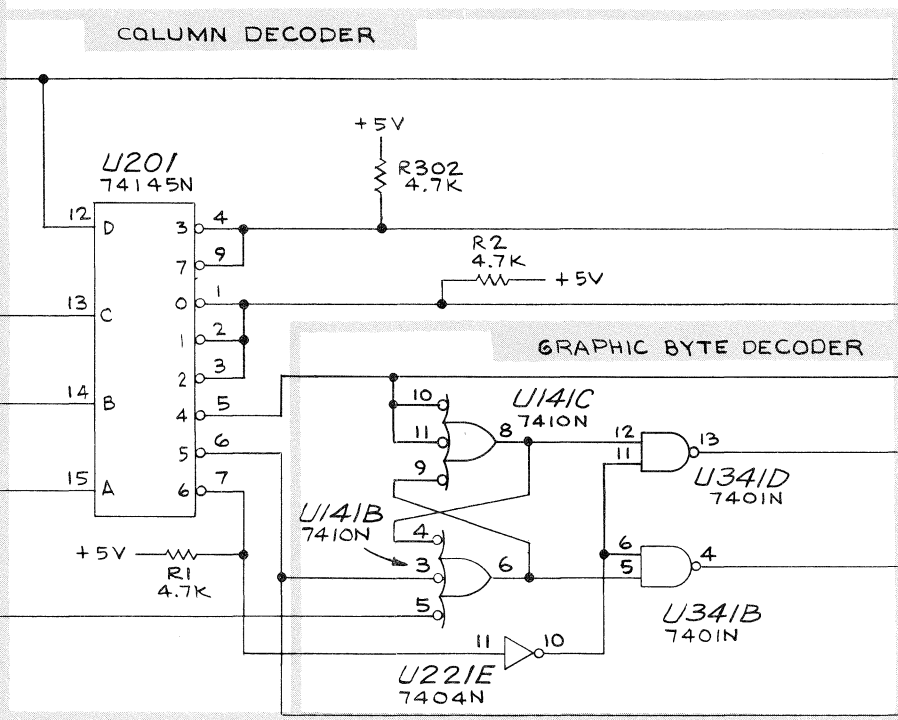 COLUMN DECODER
+5V
R302
4.7K
U201
74145N
12 D 3 4
7 9
R2
4.7K
+5V
13 C 0 1
1 2
2 3
GRAPHIC BYTE DECODER
14 B 4 5
5 6
15 A 6 7
10
11
9
U141C
7410N
8
12
11
13
U341D
7401N
U141B
7410N
4
3
5
6
6
5
4
U341B
7401N
+5V
R1
4.7K
11 10
U221E
7404N